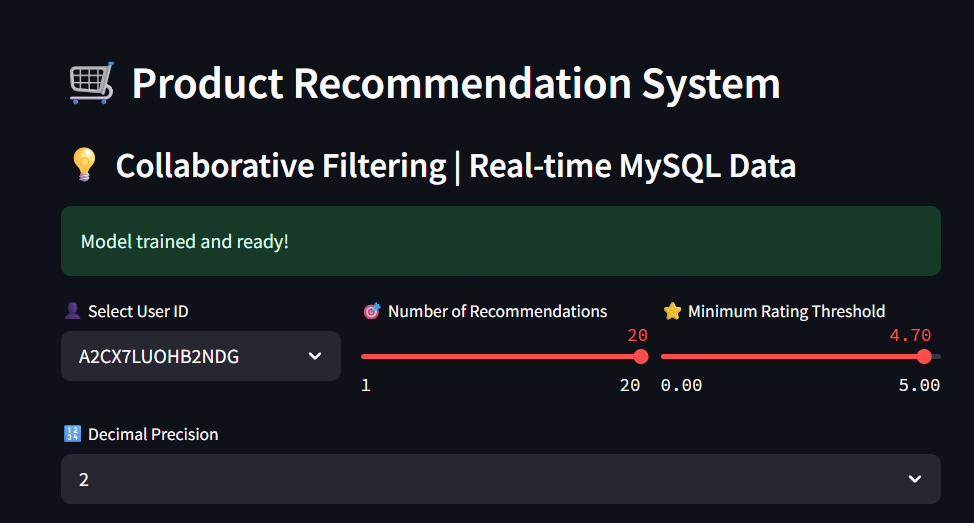 Product Recommendation System
Collaborative Filtering | Real-time MySQL Data
Model trained and ready!
Select User ID
A2CX7LUOHB2NDG
Number of Recommendations
20
1 20
Minimum Rating Threshold
4.70
0.00 5.00
Decimal Precision
2